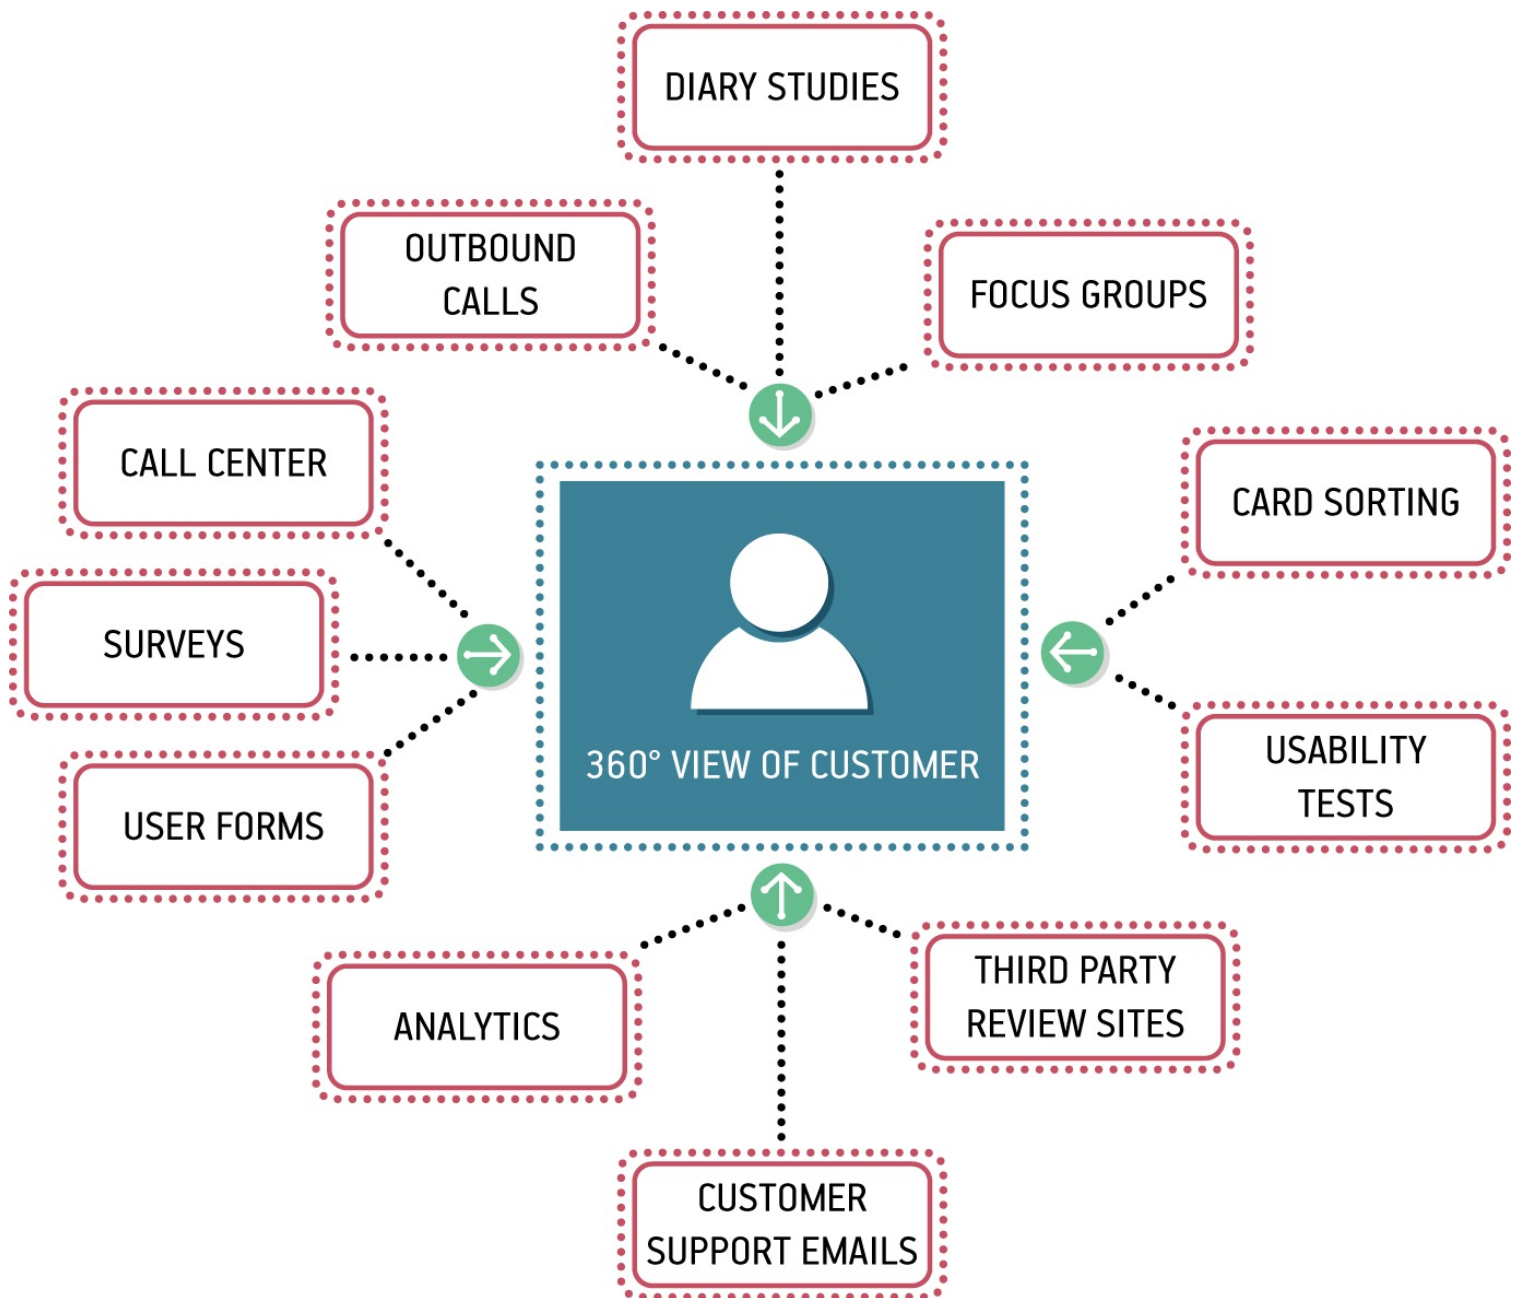 DIARY STUDIES
OUTBOUND
CALLS
FOCUS GROUPS
CALL CENTER
CARD SORTING
SURVEYS
USABILITY
TESTS
360° VIEW OF CUSTOMER
USER FORMS
ANALYTICS
THIRD PARTY
REVIEW SITES
CUSTOMER
SUPPORT EMAILS